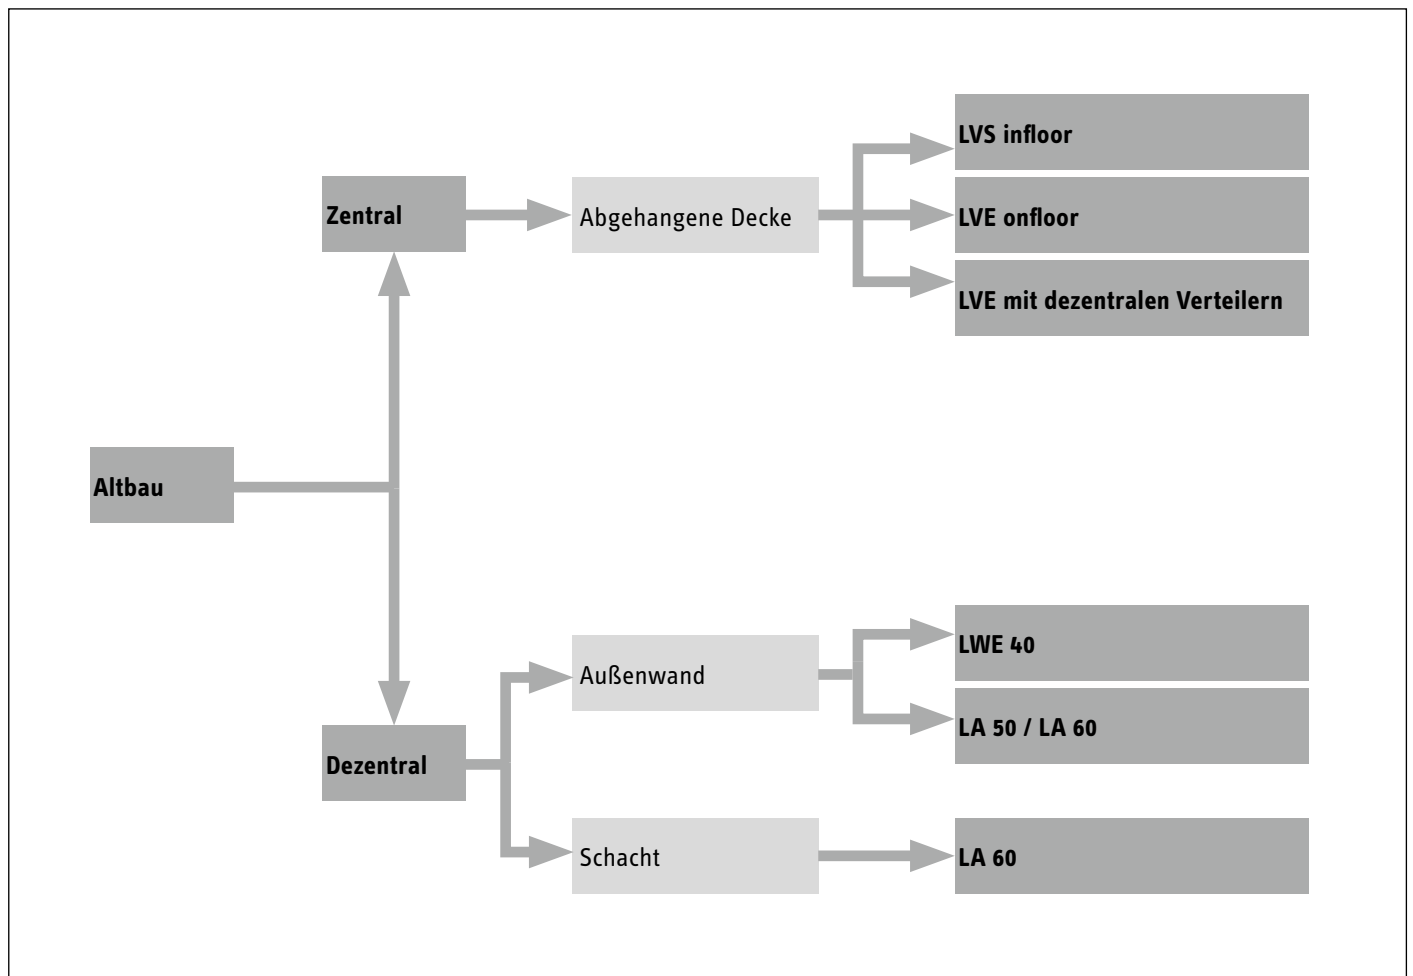 LVS infloor
Zentral
Abgehangene Decke
LVE onfloor
LVE mit dezentralen Verteilern
Altbau
LWE 40
Außenwand
LA 50 / LA 60
Dezentral
Schacht
LA 60